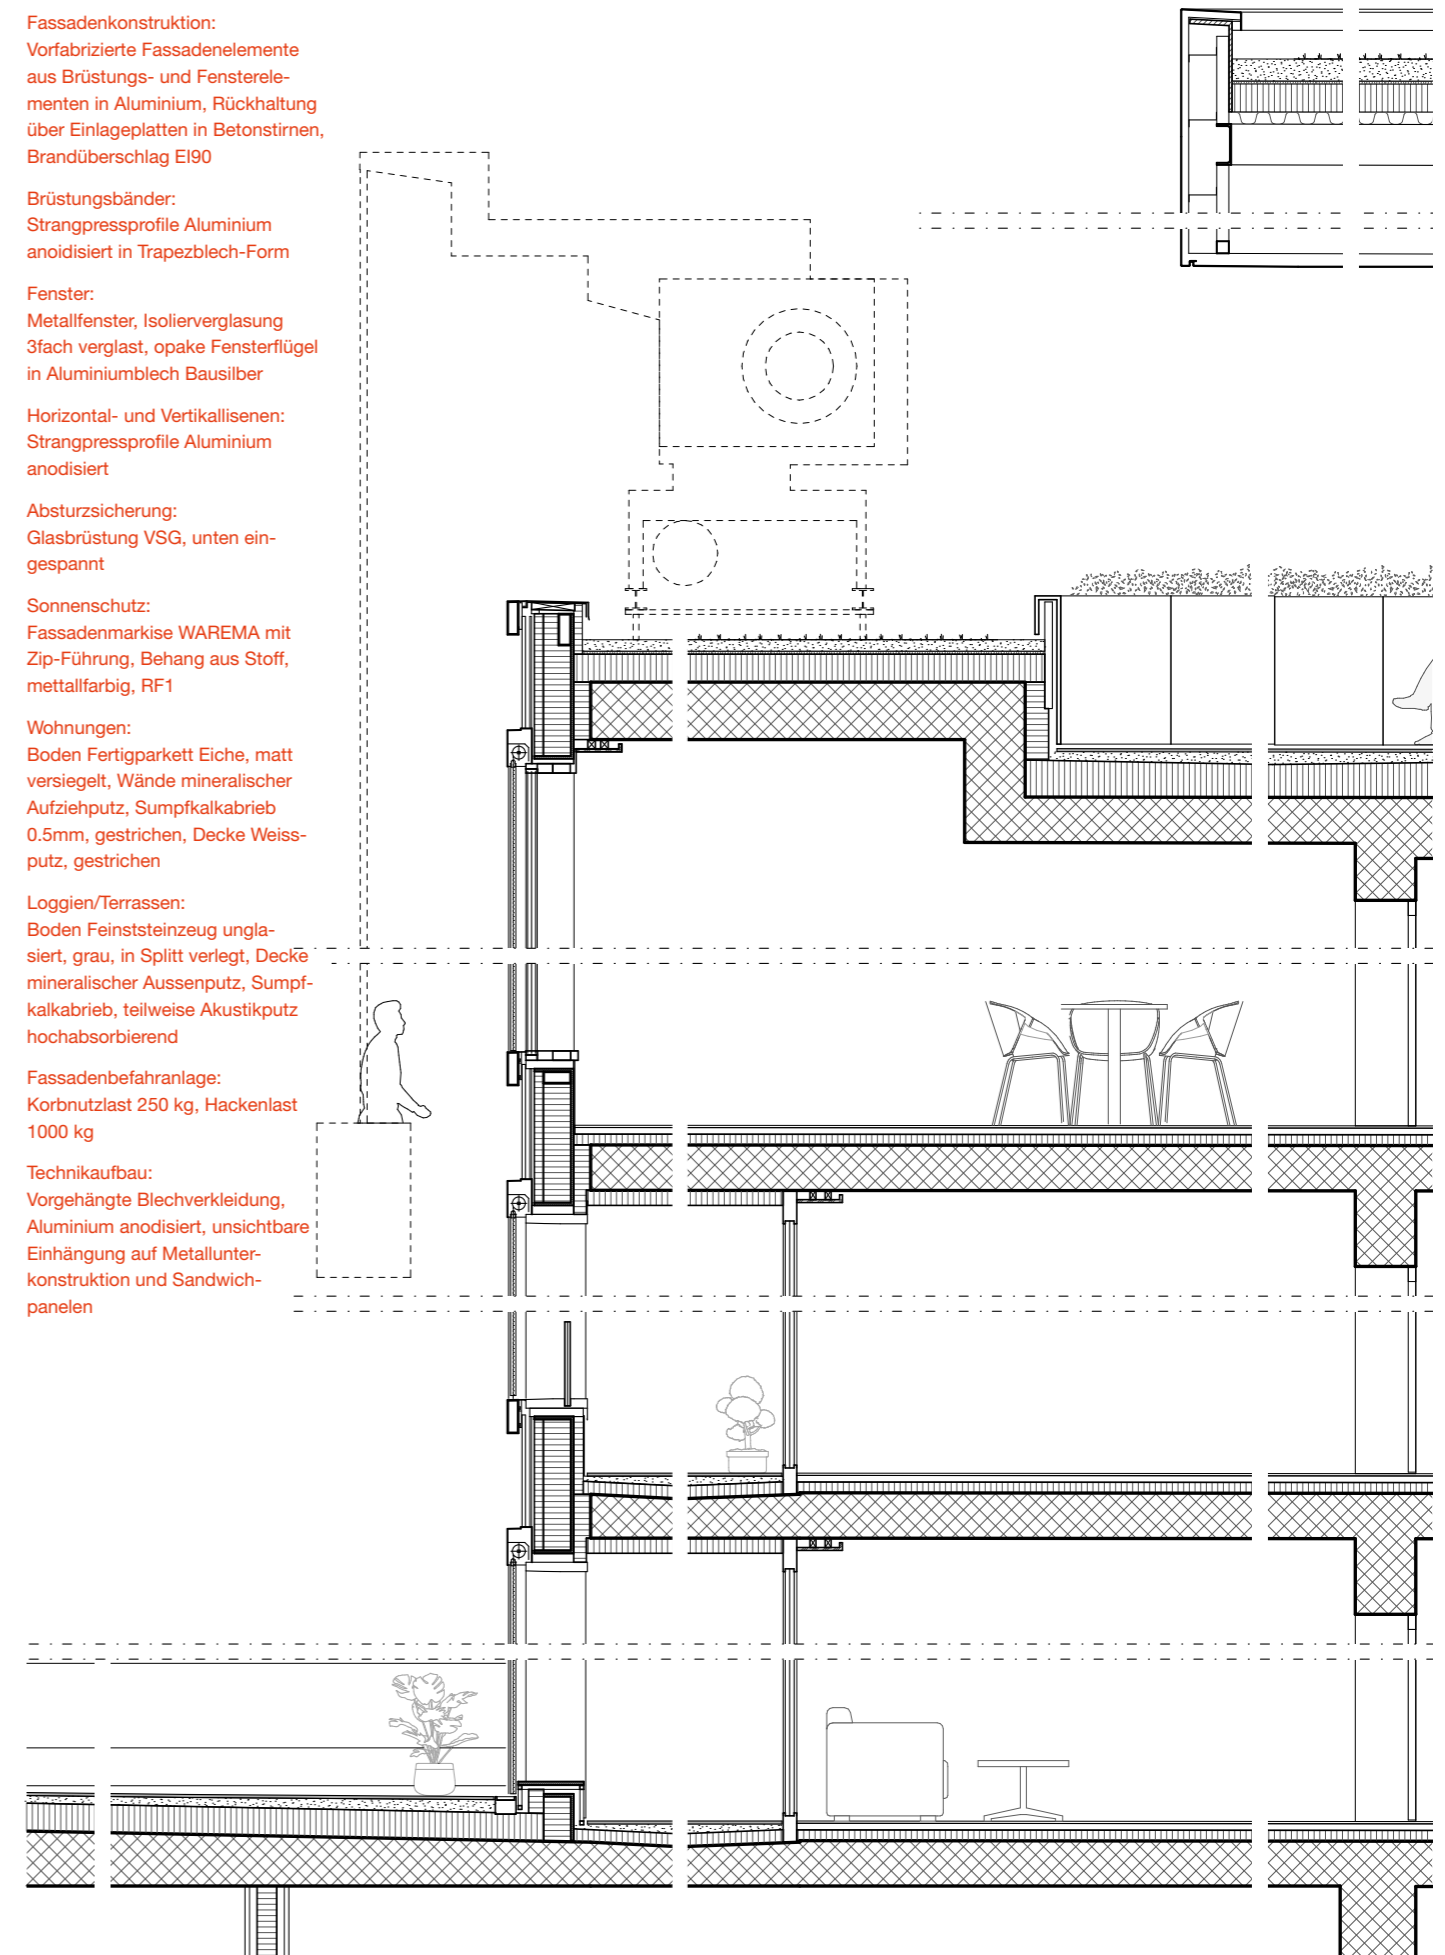 Fassadenkonstruktion:
Vorfabrizierte Fassadenelemente
aus Brüstungs- und Fensterele-
menten in Aluminium, Rückhaltung
über Einlageplatten in Betonstirnen,
Brandüberschlag EI90
Brüstungsbänder:
Strangpressprofile Aluminium
anoidisiert in Trapezblech-Form
Fenster:
Metallfenster, Isolierverglasung
3fach verglast, opake Fensterflügel
in Aluminiumblech Bausilber
Horizontal- und Vertikallisenen:
Strangpressprofile Aluminium
anodisiert
Absturzsicherung:
Glasbrüstung VSG, unten ein-
gespannt
Sonnenschutz:
Fassadenmarkise WAREMA mit
Zip-Führung, Behang aus Stoff,
mettallfarbig, RF1
Wohnungen:
Boden Fertigparkett Eiche, matt
versiegelt, Wände mineralischer
Aufziehputz, Sumpfkalkabrieb
0.5mm, gestrichen, Decke Weiss-
putz, gestrichen
Loggien/Terrassen:
Boden Feinststeinzeug ungla-
siert, grau, in Splitt verlegt, Decke
mineralischer Aussenputz, Sumpf-
kalkabrieb, teilweise Akustikputz
hochabsorbierend
Fassadenbefahranlage:
Korbnutzlast 250 kg, Hackenlast
1000 kg
Technikaufbau:
Vorgehängte Blechverkleidung,
Aluminium anodisiert, unsichtbare
Einhängung auf Metallunter-
konstruktion und Sandwich-
panelen